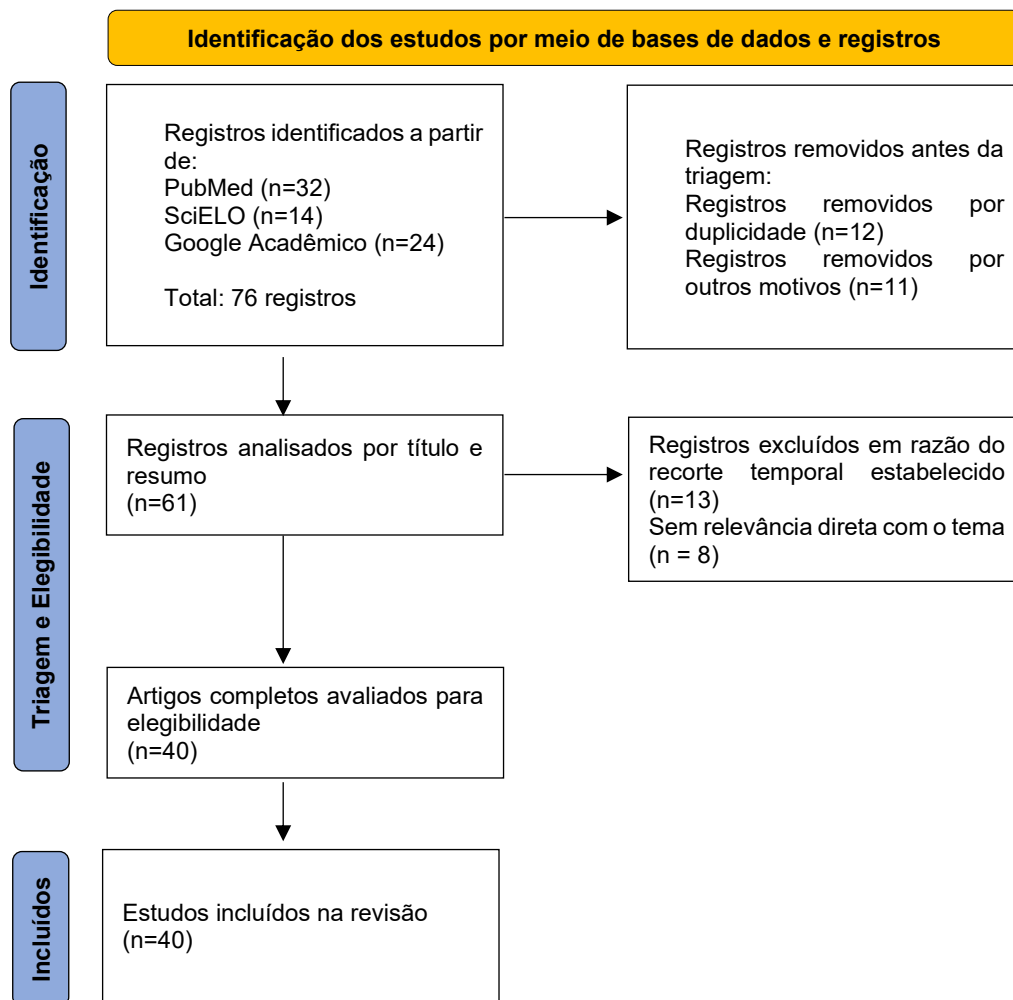 Identificação dos estudos por meio de bases de dados e registros
Identificação
Registros identificados a partir
de:
PubMed (n=32)
SciELO (n=14)
Google Acadêmico (n=24)
Total: 76 registros
Registros removidos antes da
triagem:
Registros removidos por
duplicidade (n=12)
Registros removidos por
outros motivos (n=11)
Triagem e Elegibilidade
Registros analisados por título e
resumo
(n=61)
Registros excluídos em razão do
recorte temporal estabelecido
(n=13)
Sem relevância direta com o tema
(n = 8)
Artigos completos avaliados para
elegibilidade
(n=40)
Incluídos
Estudos incluídos na revisão
(n=40)